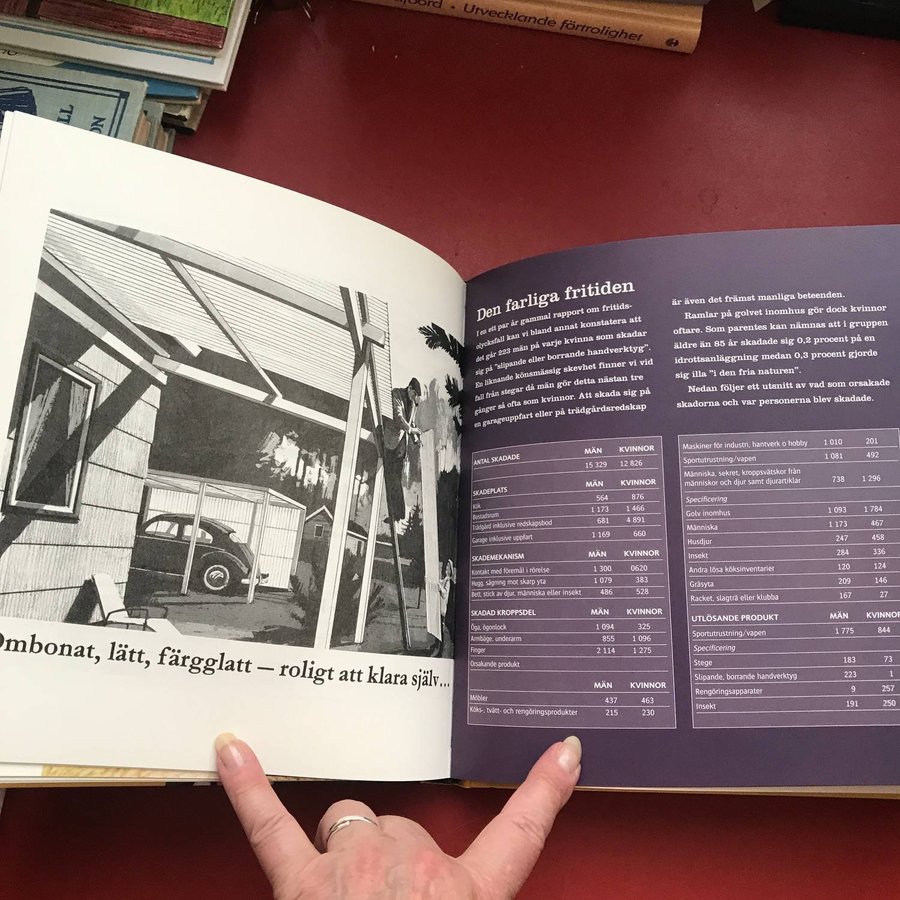 Utvecklande förtrolighet
Ombonat, lätt, färgglatt — roligt att klara själv...
Den farliga fritiden
I en ett par år gammal rapport om fritids-
olycksfall kan vi bland annat konstatera att
det går 223 män på varje kvinna som skadar
sig på "slipande eller borrande handverktyg".
En liknande könsmässig skevhet finner vi vid
fall från stegar då män gör detta nästan tre
gånger så ofta som kvinnor. Att skada sig på
en garageuppfart eller på trädgårdsredskap
är även det främst manliga beteenden.
Ramlar på golvet inomhus gör dock kvinnor
oftare. Som parentes kan nämnas att i gruppen
äldre än 85 år skadade sig 0,2 procent på en
idrottsanläggning medan 0,3 procent gjorde
sig illa "i den fria naturen".
Nedan följer ett utsnitt av vad som orsakade
skadorna och var personerna blev skadade.
ANTAL SKADADE MÄN KVINNOR
15 329 12 826
SKADEPLATS MÄN KVINNOR
Kök 564 876
Bostadsrum 1 173 1 466
Trädgård inklusive redskapsbod 681 4 891
Garage inklusive uppfart 1 169 660
SKADEMEKANISM MÄN KVINNOR
Kontakt med föremål i rörelse 1 300 0620
Hugg, sågning mot skarp yta 1 079 383
Bett, stick av djur, människa eller insekt 486 528
SKADAD KROPPSDEL MÄN KVINNOR
Öga, ögonlock 1 094 325
Armbåge, underarm 855 1 096
Finger 2 114 1 275
Orsakande produkt
MÄN KVINNOR
Möbler 437 463
Köks-, tvätt- och rengöringsprodukter 215 230
Maskiner för industri, hantverk o hobby 1 010 201
Sportutrustning/vapen 1 081 492
Människa, sekret, kroppsvätskor från
människor och djur samt djurartiklar 738 1 296
Specificering
Golv inomhus 1 093 1 784
Människa 1 173 467
Husdjur 247 458
Insekt 284 336
Andra lösa köksinventarier 120 124
Gräsyta 209 146
Racket, slagträ eller klubba 167 27
UTLÖSANDE PRODUKT MÄN KVINNOR
Sportutrustning/vapen 1 775 844
Specificering
Stege 183 73
Slipande, borrande handverktyg 223 1
Rengöringsapparater 9 257
Insekt 191 250